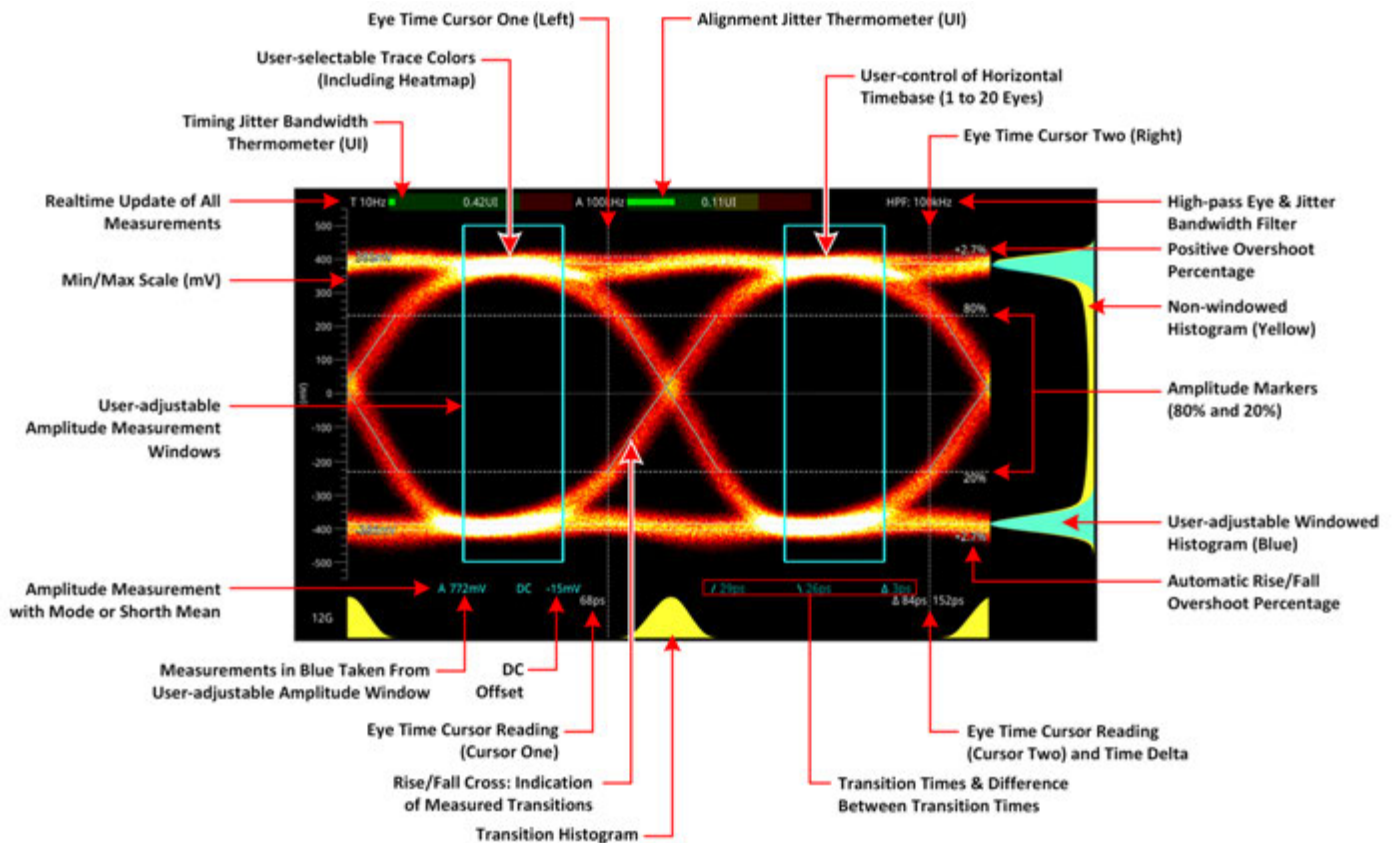 Eye Time Cursor One (Left)
Alignment Jitter Thermometer (UI)
User-selectable Trace Colors
(Including Heatmap)
User-control of Horizontal
Timebase (1 to 20 Eyes)
Timing Jitter Bandwidth
Thermometer (UI)
Eye Time Cursor Two (Right)
Realtime Update of All
Measurements
T 10Hz
0.42UI
A 100kHz
0.11UI
HPF: 100kHz
High-pass Eye & Jitter
Bandwidth Filter
500
+2.7%
Positive Overshoot
Percentage
400
Min/Max Scale (mV)
300
80%
Non-windowed
Histogram (Yellow)
200
100
0
(mV)
Amplitude Markers
(80% and 20%)
User-adjustable
Amplitude Measurement
Windows
-100
-200
20%
-300
-400
User-adjustable Windowed
Histogram (Blue)
-500
Amplitude Measurement
with Mode or Shorth Mean
A 772mV
DC
-15mV
68ps
29ps
26ps
Δ 3ps
Δ 84ps
152ps
Automatic Rise/Fall
Overshoot Percentage
12G
Measurements in Blue Taken From
User-adjustable Amplitude Window
DC
Offset
Eye Time Cursor Reading
(Cursor One)
Eye Time Cursor Reading
(Cursor Two) and Time Delta
Rise/Fall Cross: Indication
of Measured Transitions
Transition Times & Difference
Between Transition Times
Transition Histogram